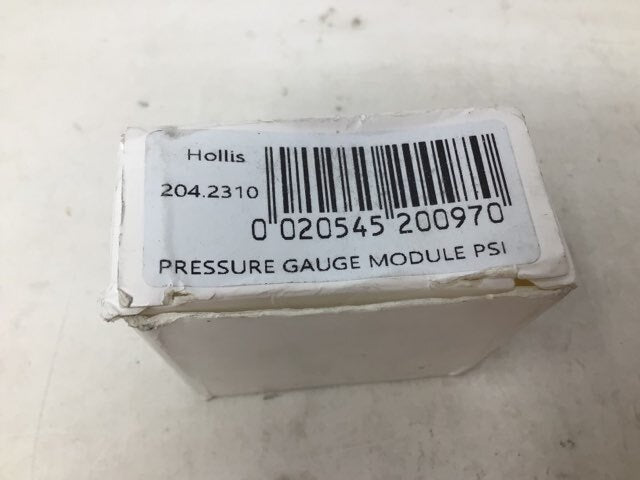 Hollis
204.2310
0 020545 200970
PRESSURE GAUGE MODULE PSI